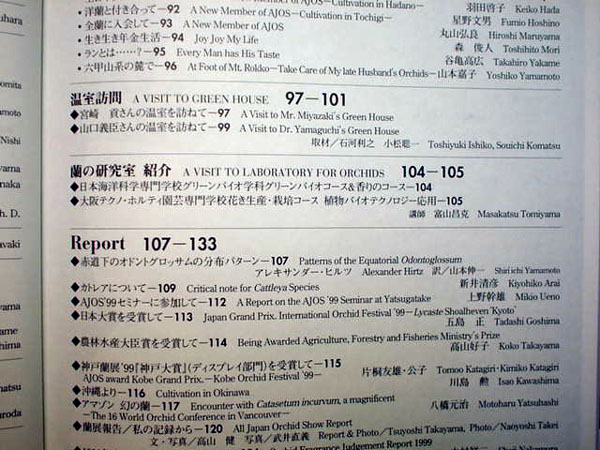 A New Member of AJOS–Cultivation in Hadano–
羽田啓子 Keiko Hada
・洋蘭と付き合って−92 A New Member of AJOS–Cultivation in Tochigi–
uhara
星野文男 Fumio Hoshino
・全蘭に入会して−93 A New Member of AJOS
丸山弘良 Hiroshi Maruyama
・生き生き年金生活−94 Joy Joy My Life
森 俊人 Toshihito Mori
・ランとは……?−95 Every Man has His Taste
谷亀高広 Takahiro Yakame
・六甲山系の麓で−96 At Foot of Mt. Rokko–Take Care of My late Husband's Orchids–山本嘉子 Yoshiko Yamamoto
温室訪問 A VISIT TO GREEN HOUSE 97−101
◆宮崎 貢さんの温室を訪ねて−97 A Visit to Mr. Miyazaki's Green House
◆山口義臣さんの温室を訪ねて−99 A Visit to Dr. Yamaguchi's Green House
取材/石河利之 小松聡一 Toshiyuki Ishiko, Souichi Komatsu
蘭の研究室 紹介 A VISIT TO LABORATORY FOR ORCHIDS 104−105
◆日本海洋科学専門学校グリーンバイオ学科グリーンバイオコース&香りのコース−104
◆大阪テクノ・ホルティ園芸専門学校花き生産・栽培コース 植物バイオテクノロジー応用−105
講師 富山昌克 Masakatsu Tomiyama
Report 107−133
◆赤道下のオドントグロッサムの分布パターン−107 Patterns of the Equatorial Odontoglossum
アレキサンダー・ヒルツ Alexander Hirtz 訳/山本伸一 Shiriichi Yamamoto
◆カトレアについて−109 Critical note for Cattleya Species 新井清彦 Kiyohiko Arai
◆AJOS'99セミナーに参加して−112 A Report on the AJOS '99 Seminar at Yatsugatake 上野幹雄 Mikio Ueno
◆日本大賞を受賞して−113 Japan Grand Prix. International Orchid Festival '99–Lycaste Shoalheven 'Kyoto'
五島 正 Tadashi Goshima
◆農林水産大臣賞を受賞して−114 Being Awarded Agriculture, Forestry and Fisheries Ministry's Prize
高山好子 Koko Takayama
◆神戸蘭展'99『神戸大賞』(ディスプレイ部門)を受賞して−115
AJOS award Kobe Grand Prix.–Kobe Orchid Festival '99– 片桐友雄・公子 Tomoo Katagiri・Kimiko Katagiri
川島 勲 Isao Kawashima
◆沖縄より−116 Cultivation in Okinawa
◆アマゾン 幻の蘭−117 Encounter with Catasetum incurvum, a magnificent
–The 16 World Orchid Conference in Vancouver– 八橋元治 Motoharu Yatsuhashi
◆蘭展報告/私の記録から−120 All Japan Orchid Show Report
文・写真/高山 健 写真/武井直義 Report & Photo/Tsuyoshi Takayama, Photo/Naoyoshi Takei
Orchid Fragrance Judgement Report 1999